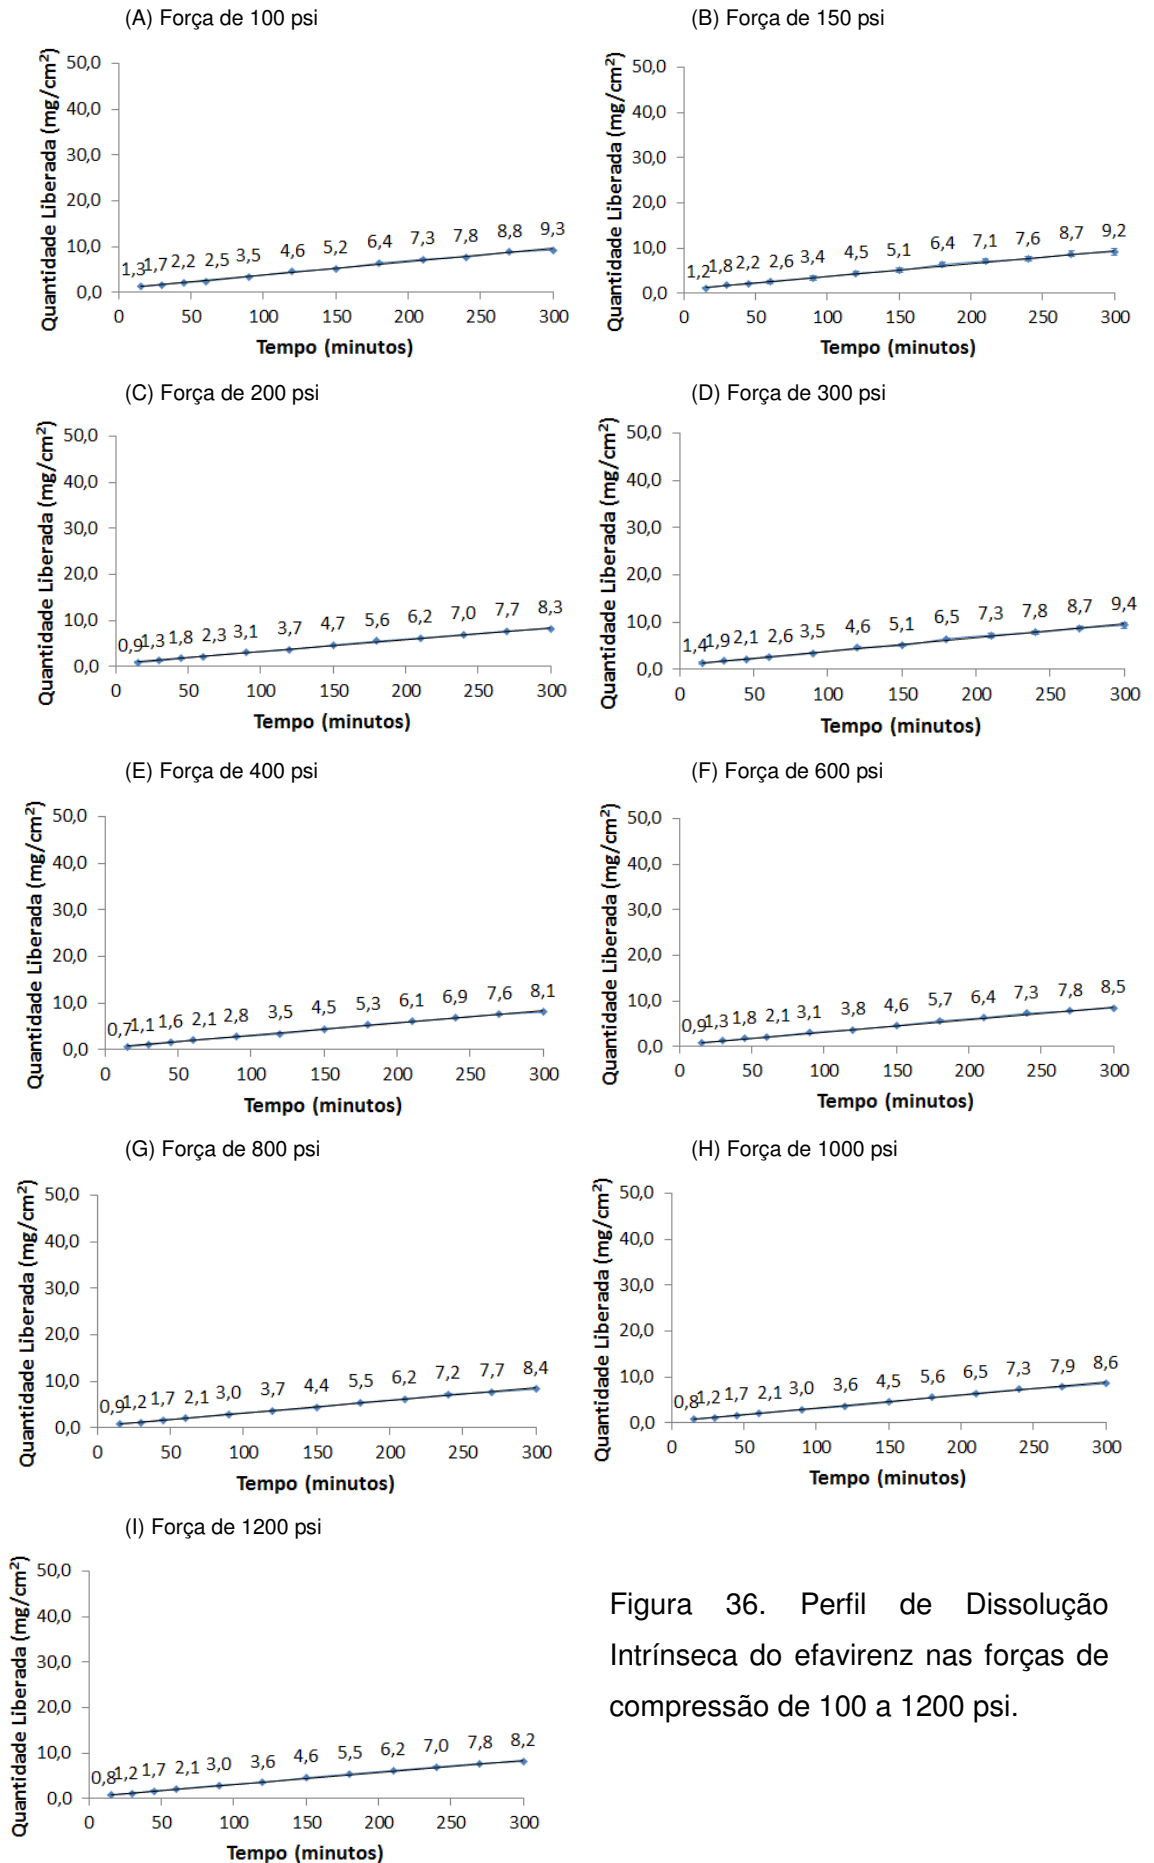 (A) Força de 100 psi
Quantidade Liberada (mg/cm²)
50,0
40,0
30,0
20,0
10,0
0,0
1,3 1,7 2,2 2,5 3,5 4,6 5,2 6,4 7,3 7,8 8,8 9,3
0 50 100 150 200 250 300
Tempo (minutos)
(B) Força de 150 psi
Quantidade Liberada (mg/cm²)
50,0
40,0
30,0
20,0
10,0
0,0
1,2 1,8 2,2 2,6 3,4 4,5 5,1 6,4 7,1 7,6 8,7 9,2
0 50 100 150 200 250 300
Tempo (minutos)
(C) Força de 200 psi
Quantidade Liberada (mg/cm²)
50,0
40,0
30,0
20,0
10,0
0,0
0,9 1,3 1,8 2,3 3,1 3,7 4,7 5,6 6,2 7,0 7,7 8,3
0 50 100 150 200 250 300
Tempo (minutos)
(D) Força de 300 psi
Quantidade Liberada (mg/cm²)
50,0
40,0
30,0
20,0
10,0
0,0
1,4 1,9 2,1 2,6 3,5 4,6 5,1 6,5 7,3 7,8 8,7 9,4
0 50 100 150 200 250 300
Tempo (minutos)
(E) Força de 400 psi
Quantidade Liberada (mg/cm²)
50,0
40,0
30,0
20,0
10,0
0,0
0,7 1,1 1,6 2,1 2,8 3,5 4,5 5,3 6,1 6,9 7,6 8,1
0 50 100 150 200 250 300
Tempo (minutos)
(F) Força de 600 psi
Quantidade Liberada (mg/cm²)
50,0
40,0
30,0
20,0
10,0
0,0
0,9 1,3 1,8 2,1 3,1 3,8 4,6 5,7 6,4 7,3 7,8 8,5
0 50 100 150 200 250 300
Tempo (minutos)
(G) Força de 800 psi
Quantidade Liberada (mg/cm²)
50,0
40,0
30,0
20,0
10,0
0,0
0,9 1,2 1,7 2,1 3,0 3,7 4,4 5,5 6,2 7,2 7,7 8,4
0 50 100 150 200 250 300
Tempo (minutos)
(H) Força de 1000 psi
Quantidade Liberada (mg/cm²)
50,0
40,0
30,0
20,0
10,0
0,0
0,8 1,2 1,7 2,1 3,0 3,6 4,5 5,6 6,5 7,3 7,9 8,6
0 50 100 150 200 250 300
Tempo (minutos)
(I) Força de 1200 psi
Quantidade Liberada (mg/cm²)
50,0
40,0
30,0
20,0
10,0
0,0
0,8 1,2 1,7 2,1 3,0 3,6 4,6 5,5 6,2 7,0 7,8 8,2
0 50 100 150 200 250 300
Tempo (minutos)
Figura 36. Perfil de Dissolução
Intrínseca do efavirenz nas forças de
compressão de 100 a 1200 psi.